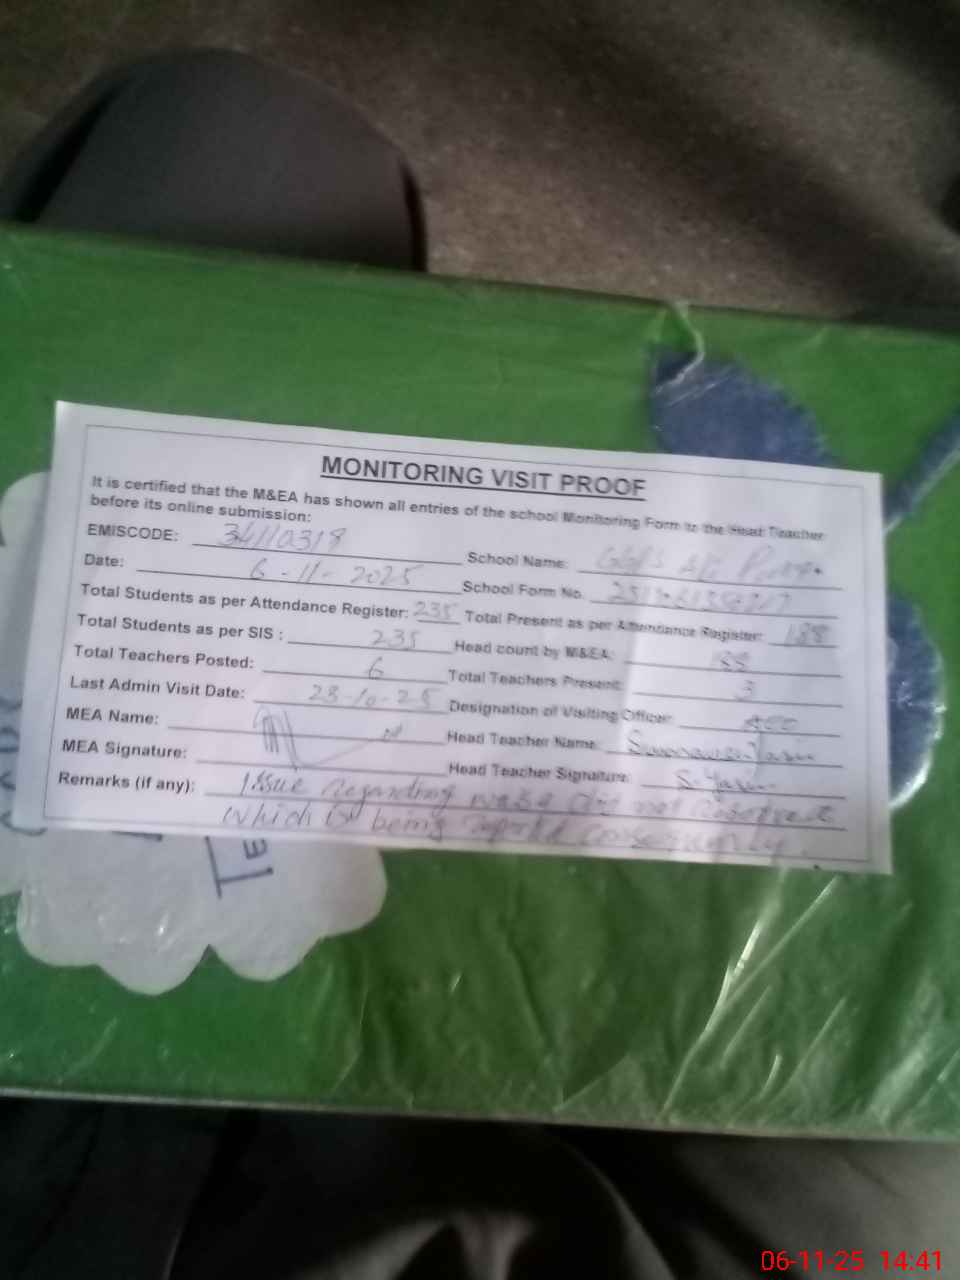 MONITORING VISIT PROOF
It is certified that the M&EA has shown all entries of the school Monitoring Form to the Head Teacher
before its online submission:
EMISCODE: 34110318 School Name:
Date: 6-11-2025 School Form No.
Total Students as per Attendance Register: 235 Total Present as per Attendance Register: 188
Total Students as per SIS : 235 Head count by M&EA: 188
Total Teachers Posted: 6 Total Teachers Present: 3
Last Admin Visit Date: 23-10-25 Designation of Visiting Officer: AEO
MEA Name: Head Teacher Name: Yasin
MEA Signature: Head Teacher Signature: S.Yasin
Remarks (if any): Issue regarding not
which is being
TE
06-11-25 14:41